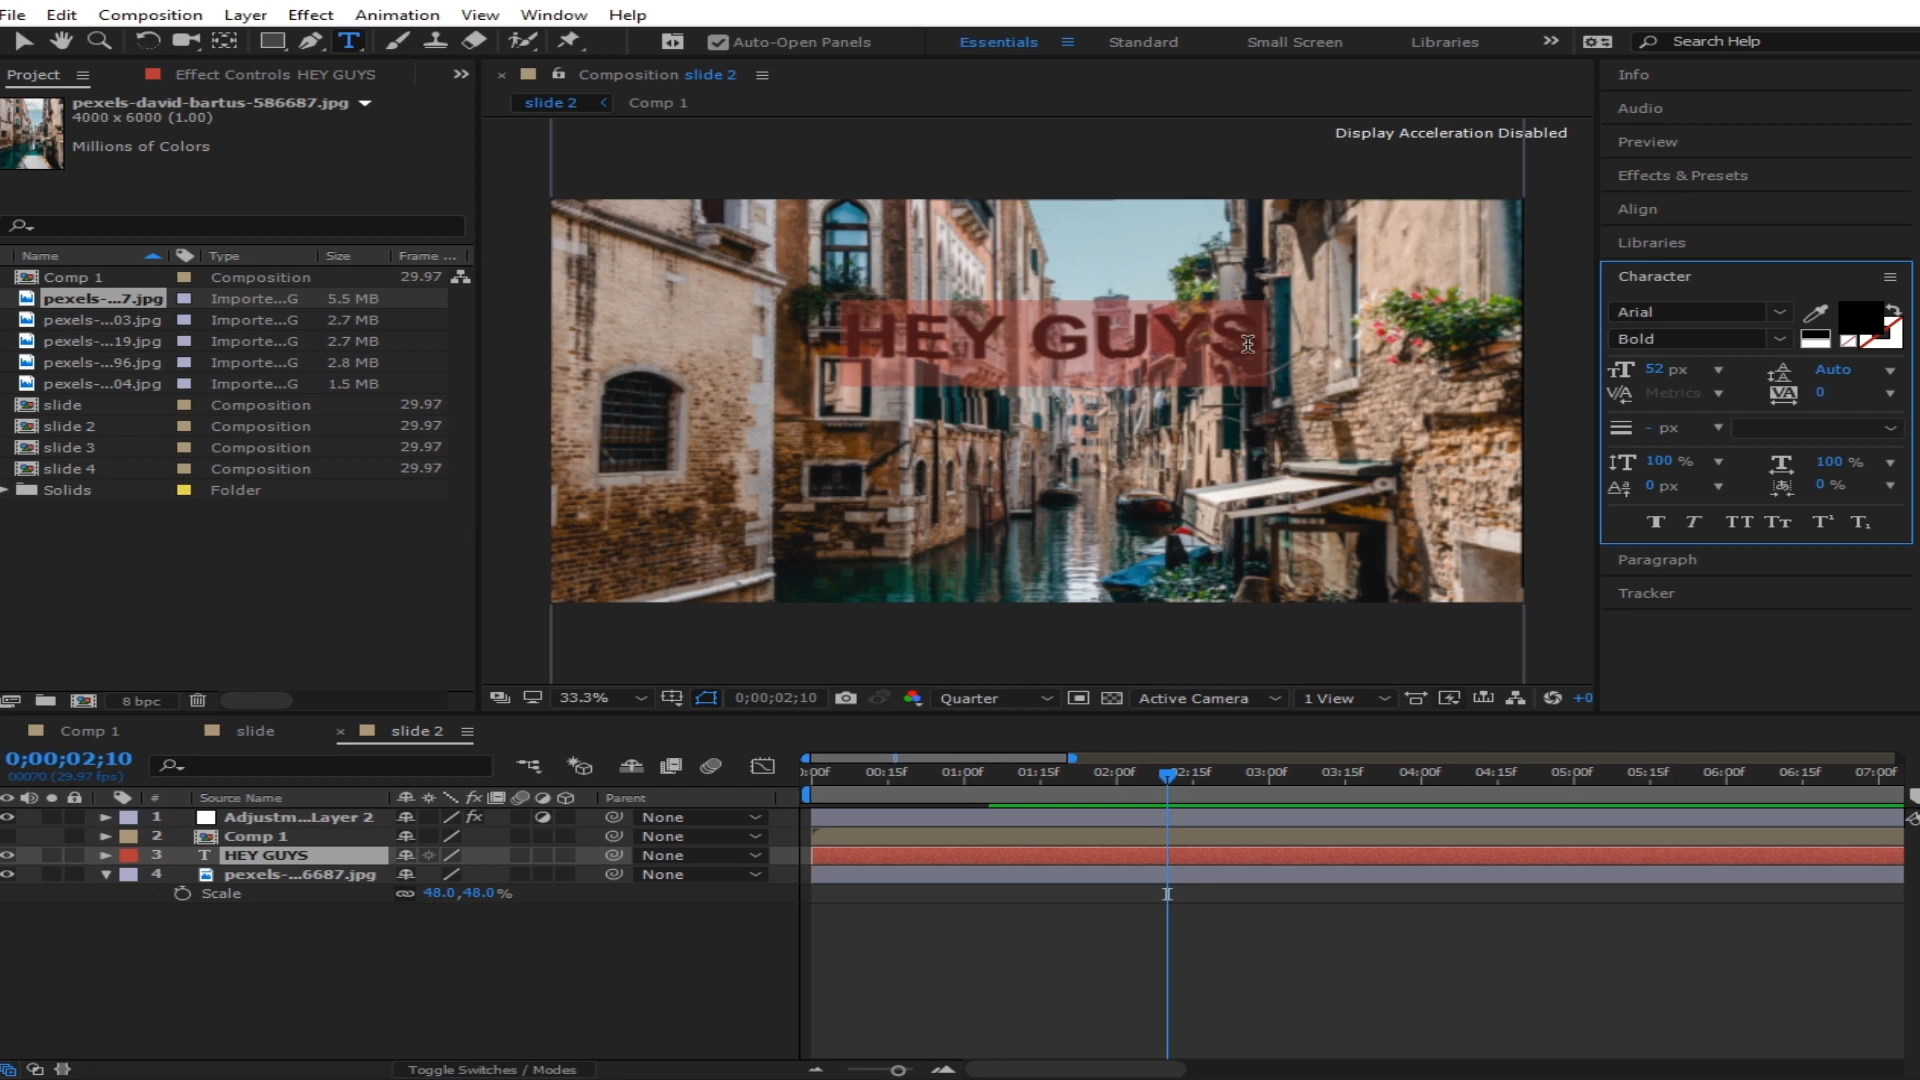 File Edit Composition Layer Effect Animation View Window Help
Auto-Open Panels Essentials Standard Small Screen Libraries Search Help
Project Effect Controls HEY GUYS
pexels-david-bartus-586687.jpg
4000 x 6000 (1.00)
Millions of Colors
Name Type Size Frame ...
Comp 1 Composition 29.97
pexels-...7.jpg Importe...G 5.5 MB
pexels-...03.jpg Importe...G 2.7 MB
pexels-...19.jpg Importe...G 2.7 MB
pexels-...96.jpg Importe...G 2.8 MB
pexels-...04.jpg Importe...G 1.5 MB
slide Composition 29.97
slide 2 Composition 29.97
slide 3 Composition 29.97
slide 4 Composition 29.97
Solids Folder
8 bpc
Composition slide 2
slide 2 Comp 1
Display Acceleration Disabled
HEY GUYS
33.3% 0;00;02;10 Quarter Active Camera 1 View +0
Info
Audio
Preview
Effects & Presets
Align
Libraries
Character
Arial
Bold
52 px Auto
Metrics 0
- px
100 % 100 %
0 px 0 %
Paragraph
Tracker
Comp 1 slide slide 2
0;00;02;10
00070 (29.97 fps)
:00f 00:15f 01:00f 01:15f 02:00f 02:15f 03:00f 03:15f 04:00f 04:15f 05:00f 05:15f 06:00f 06:15f 07:00f
# Source Name fx Parent
1 Adjustm...Layer 2 fx None
2 Comp 1 None
3 T HEY GUYS None
4 pexels-...6687.jpg None
Scale 48.0,48.0%
Toggle Switches / Modes